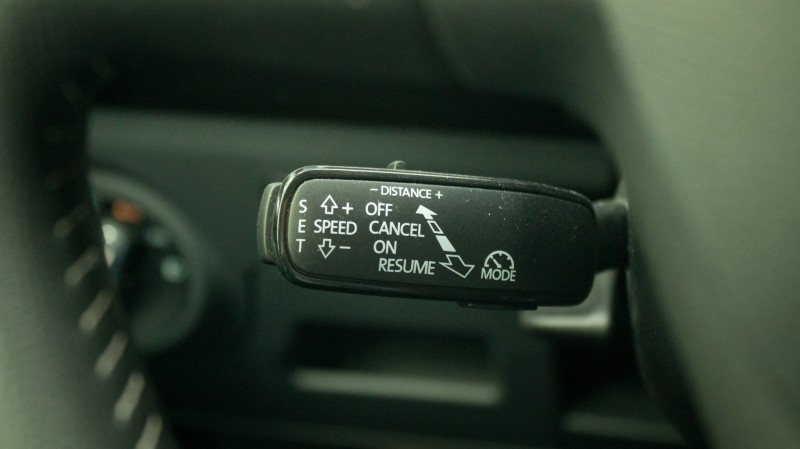 − DISTANCE +
S + OFF
E SPEED CANCEL
T − ON
RESUME
MODE